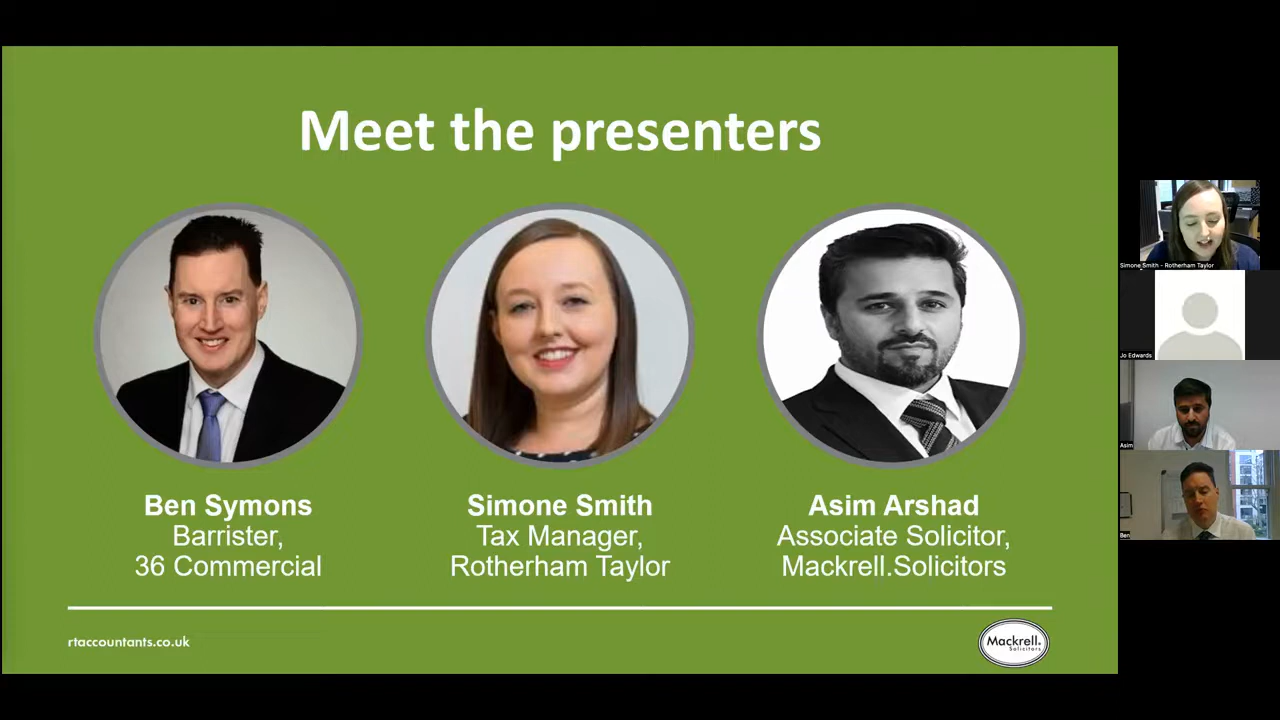 Meet the presenters
Ben Symons
Barrister,
36 Commercial
Simone Smith
Tax Manager,
Rotherham Taylor
Asim Arshad
Associate Solicitor,
Mackrell.Solicitors
rtaccountants.co.uk
Mackrell.
Solicitors
Simone Smith - Rotherham Taylor
Jo Edwards
Asim
Ben